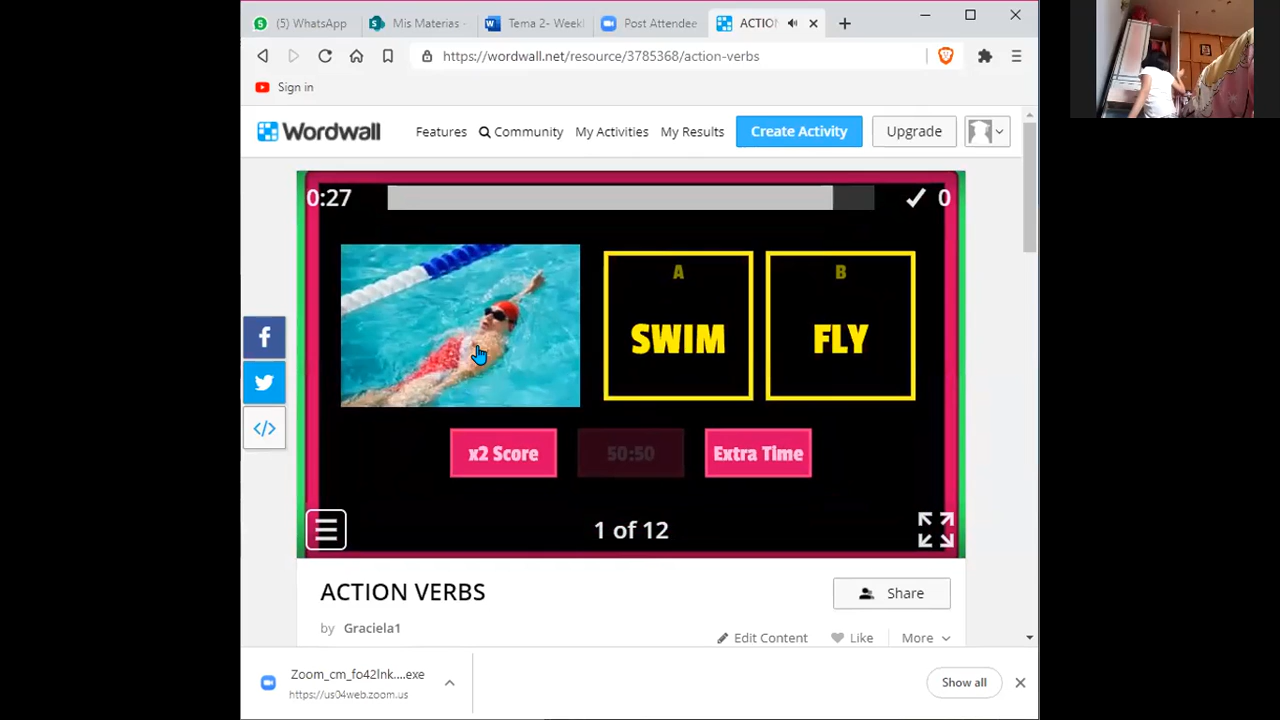 (5) WhatsApp
Mis Materias -
Tema 2- Weekl
Post Attendee
ACTION
https://wordwall.net/resource/3785368/action-verbs
Sign in
Wordwall
Features
Community
My Activities
My Results
Create Activity
Upgrade
0:27
0
A
SWIM
B
FLY
x2 Score
50:50
Extra Time
1 of 12
ACTION VERBS
Share
by Graciela1
Edit Content
Like
More
Zoom_cm_fo42lnk....exe
https://us04web.zoom.us
Show all